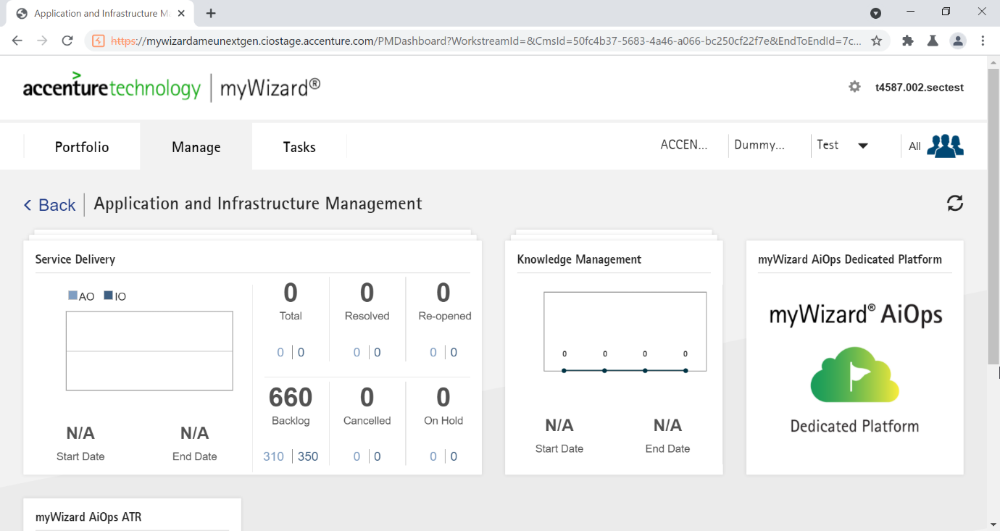 Application and Infrastructure M
https://mywizardameunextgen.ciostage.accenture.com/PMDashboard?WorkstreamId=&CmsId=50fc4b37-5683-4a46-a066-bc250cf22f7e&EndToEndId=7c...
accenturetechnology myWizard®
t4587.002.sectest
Portfolio Manage Tasks ACCEN... Dummy... Test All
Back Application and Infrastructure Management
Service Delivery
AO IO
0 0 0
Total Resolved Re-opened
0 0 0 0 0 0
660 0 0
Backlog Cancelled On Hold
310 350 0 0 0 0
N/A N/A
Start Date End Date
Knowledge Management
0 0 0 0
N/A N/A
Start Date End Date
myWizard AiOps Dedicated Platform
myWizard® AiOps
Dedicated Platform
myWizard AiOps ATR